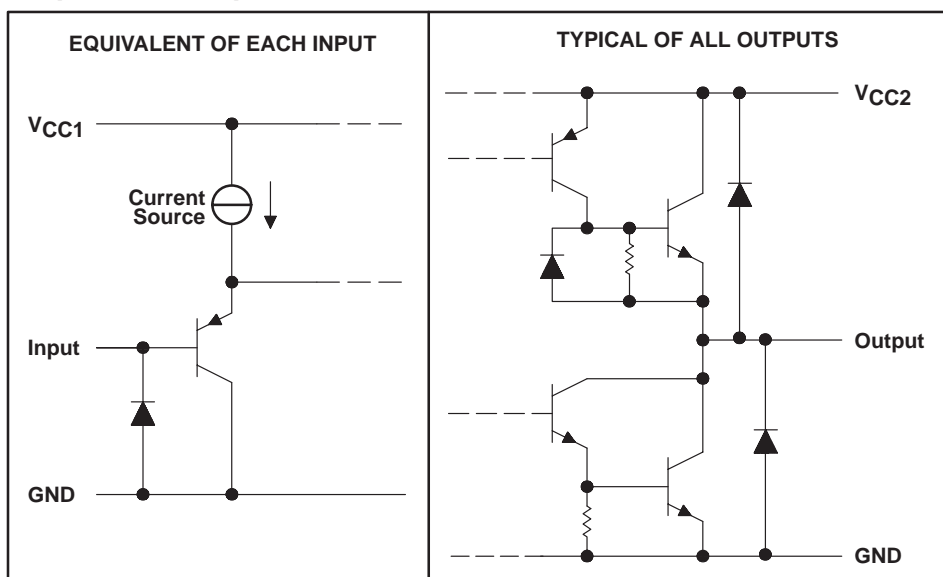 EQUIVALENT OF EACH INPUT
VCC1
Current
Source
Input
GND
TYPICAL OF ALL OUTPUTS
VCC2
Output
GND